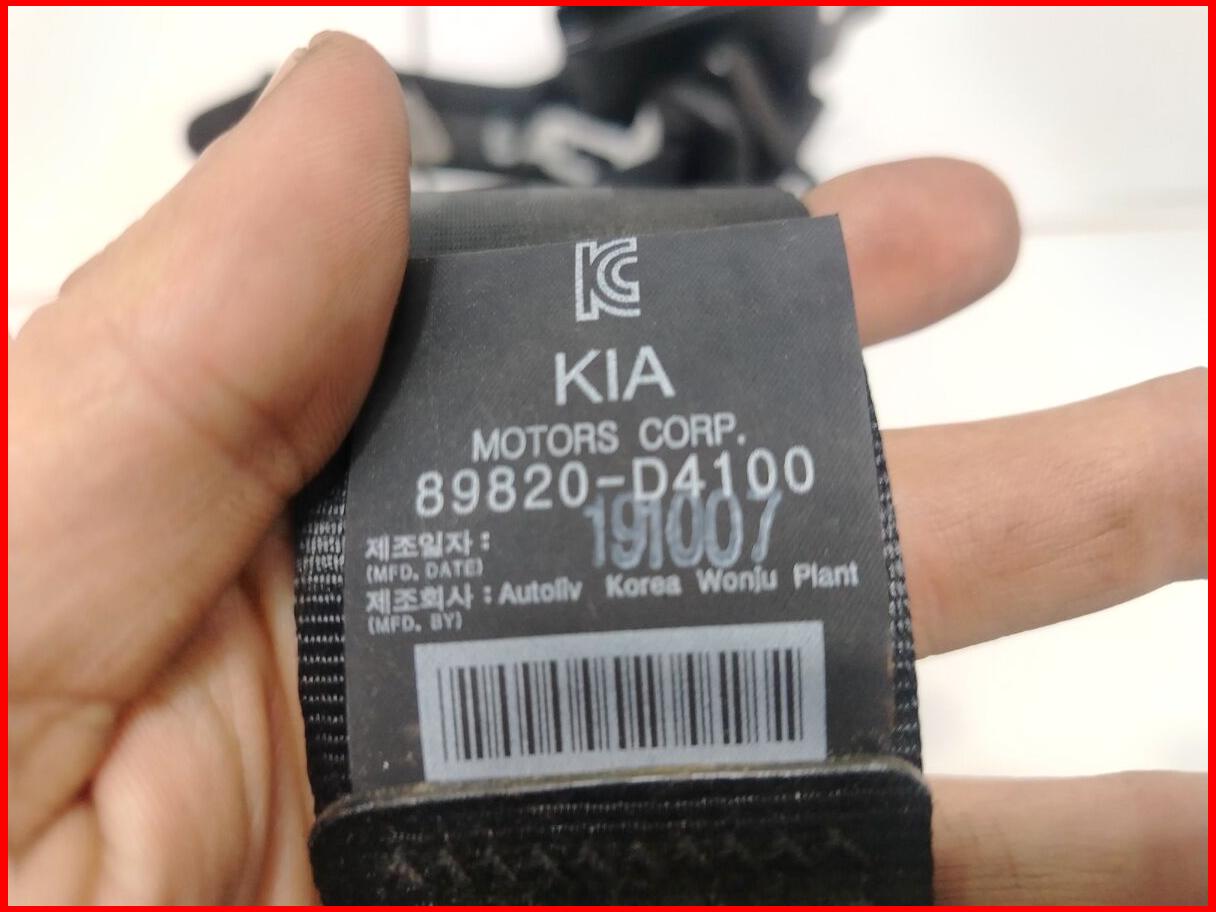 KC
KIA
MOTORS CORP.
89820-D4100
제조일자 : 191007
(MFD. DATE)
제조회사 : Autoliv Korea Wonju Plant
(MFD. BY)